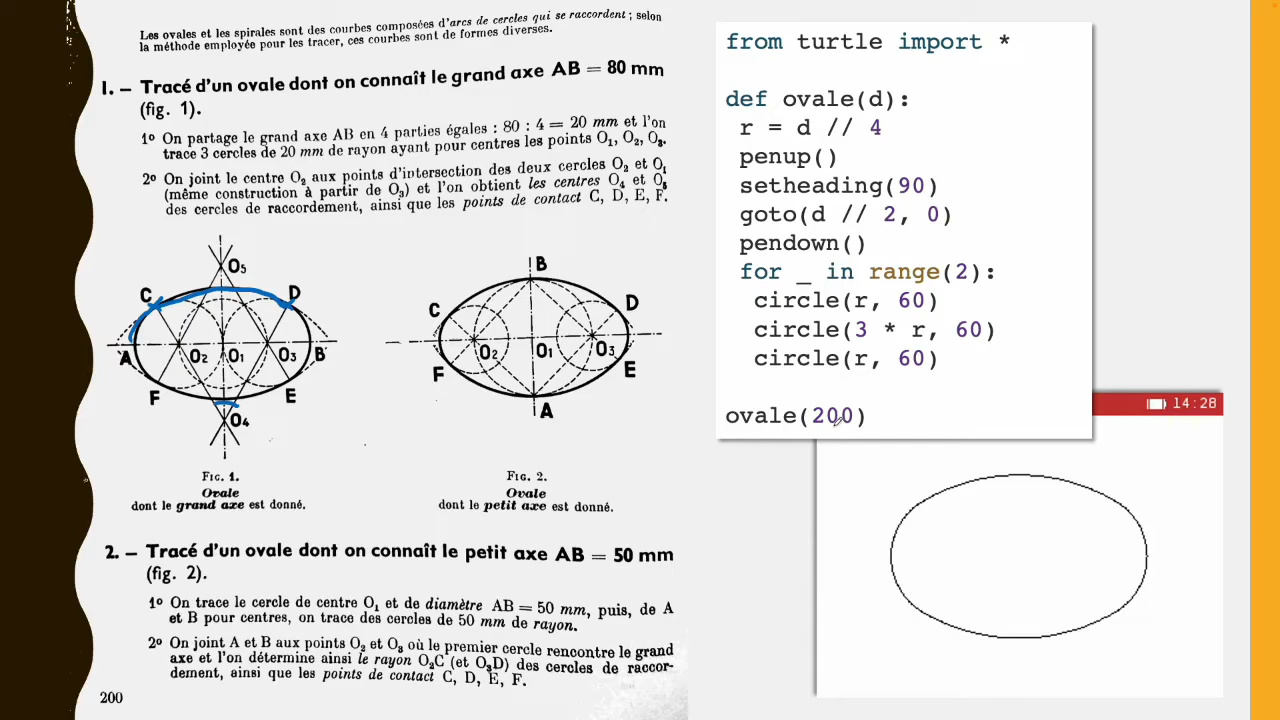 Les ovales et les spirales sont des courbes composées d'arcs de cercles qui se raccordent ; selon
la méthode employée pour les tracer, ces courbes sont de formes diverses.
1. – Tracé d'un ovale dont on connaît le grand axe AB = 80 mm
(fig. 1).
1º On partage le grand axe AB en 4 parties égales : 80 : 4 = 20 mm et l'on
trace 3 cercles de 20 mm de rayon ayant pour centres les points O₁, O₂, O₃.
2º On joint le centre O₂ aux points d'intersection des deux cercles O₂ et O₁
(même construction à partir de O₃) et l'on obtient les centres O₄ et O₅
des cercles de raccordement, ainsi que les points de contact C, D, E, F.
O₅
C
D
A
O₂
O₁
O₃
B
F
E
O₄
B
C
D
O₂
O₁
O₃
F
E
A
Fig. 1.
Ovale
dont le grand axe est donné.
Fig. 2.
Ovale
dont le petit axe est donné.
2. – Tracé d'un ovale dont on connaît le petit axe AB = 50 mm
(fig. 2).
1º On trace le cercle de centre O₁ et de diamètre AB = 50 mm, puis, de A
et B pour centres, on trace des cercles de 50 mm de rayon.
2º On joint A et B aux points O₂ et O₃ où le premier cercle rencontre le grand
axe et l'on détermine ainsi le rayon O₂C (et O₃D) des cercles de raccor-
dement, ainsi que les points de contact C, D, E, F.
200
from turtle import *
def ovale(d):
r = d // 4
penup()
setheading(90)
goto(d // 2, 0)
pendown()
for _ in range(2):
circle(r, 60)
circle(3 * r, 60)
circle(r, 60)
ovale(200)
14:28